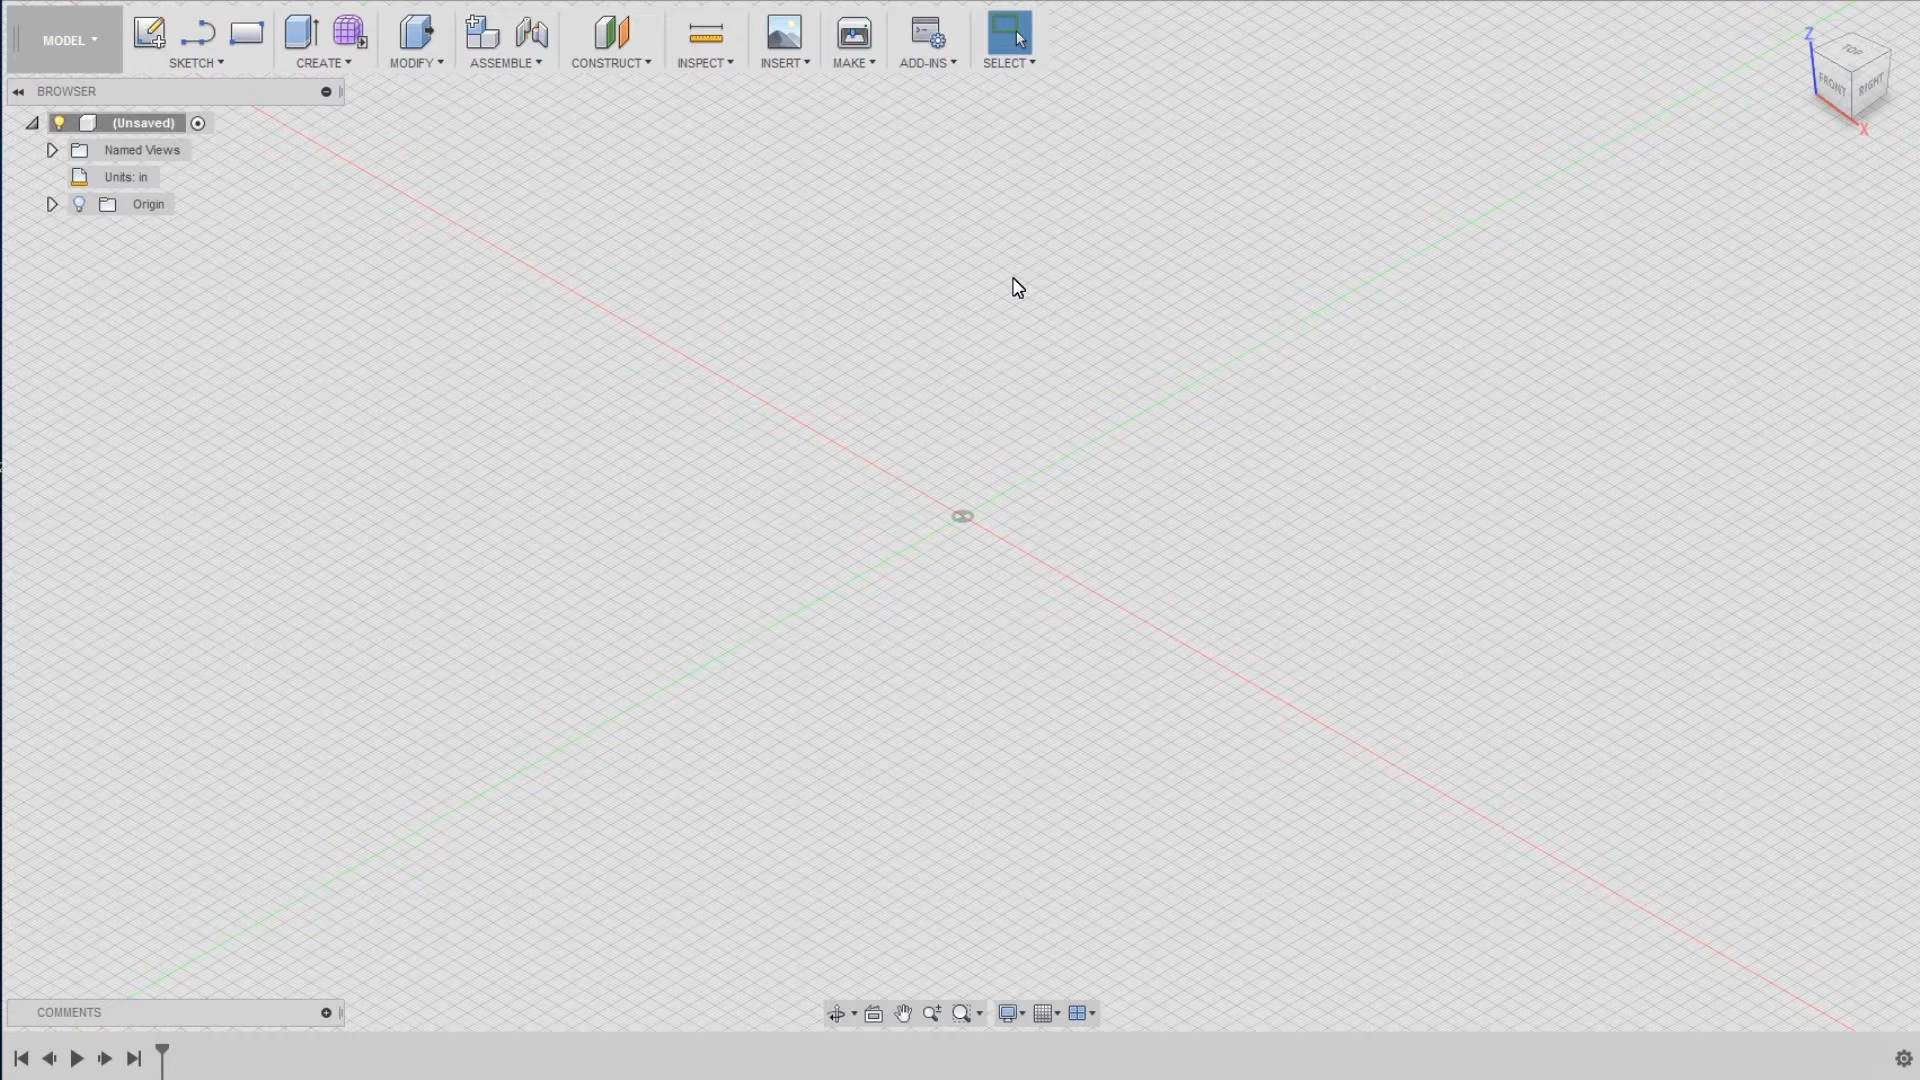 MODEL
SKETCH
CREATE
MODIFY
ASSEMBLE
CONSTRUCT
INSPECT
INSERT
MAKE
ADD-INS
SELECT
BROWSER
(Unsaved)
Named Views
Units: in
Origin
Z
TOP
FRONT
RIGHT
X
COMMENTS